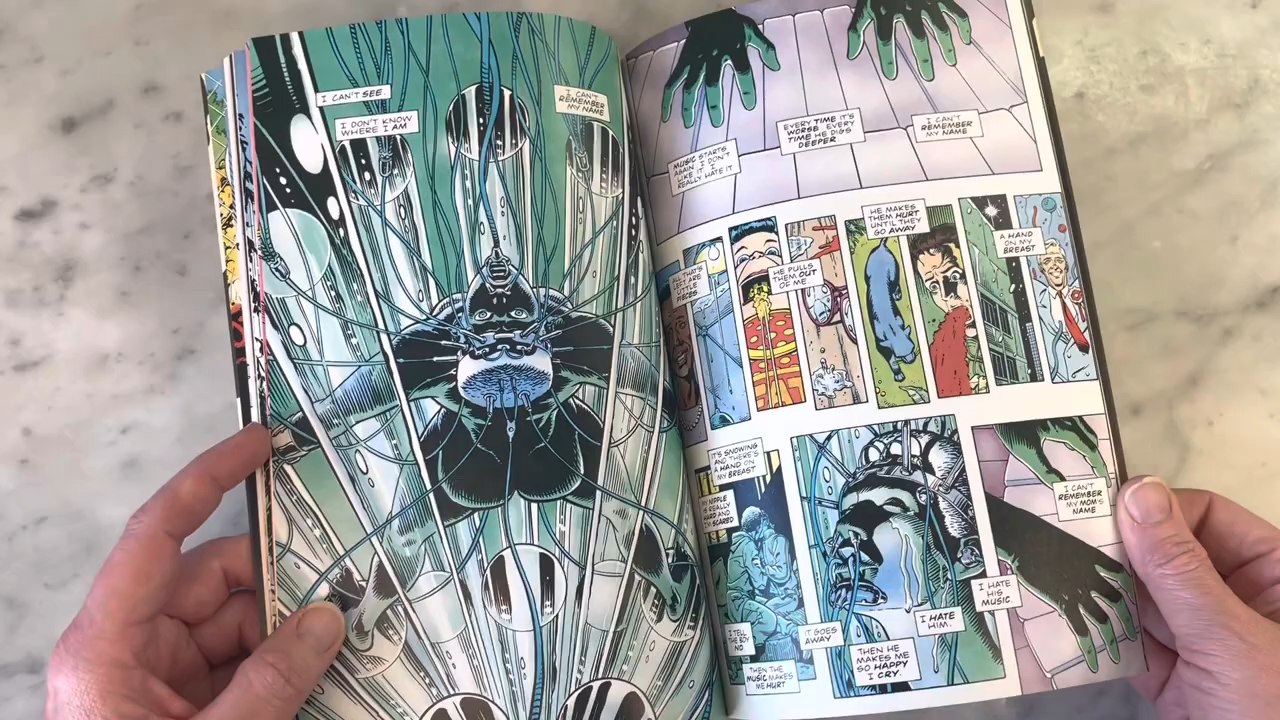 I CAN'T SEE.
I DON'T KNOW
WHERE I AM
I CAN'T
REMEMBER
MY NAME
MUSIC STARTS
AGAIN I DON'T
LIKE IT I
REALLY HATE IT
EVERY TIME IT'S
WORSE EVERY
TIME HE DIGS
DEEPER.
I CAN'T
REMEMBER
MY NAME
ALL THAT'S
LEFT ARE
LITTLE
PIECES
HE PULLS
THEM OUT
OF ME.
HE MAKES
THEM HURT
UNTIL THEY
GO AWAY
A HAND
ON MY
BREAST
IT'S SNOWING
AND THERE'S
A HAND ON
MY BREAST
MY NIPPLE
IS REALLY
HARD AND
I'M SCARED
I TELL
THE BOY
NO
THEN THE
MUSIC MAKES
ME HURT
IT GOES
AWAY
THEN HE
MAKES ME
SO HAPPY
I CRY.
I HATE
HIM.
I HATE
HIS
MUSIC.
I CAN'T
REMEMBER
MY MOM'S
NAME